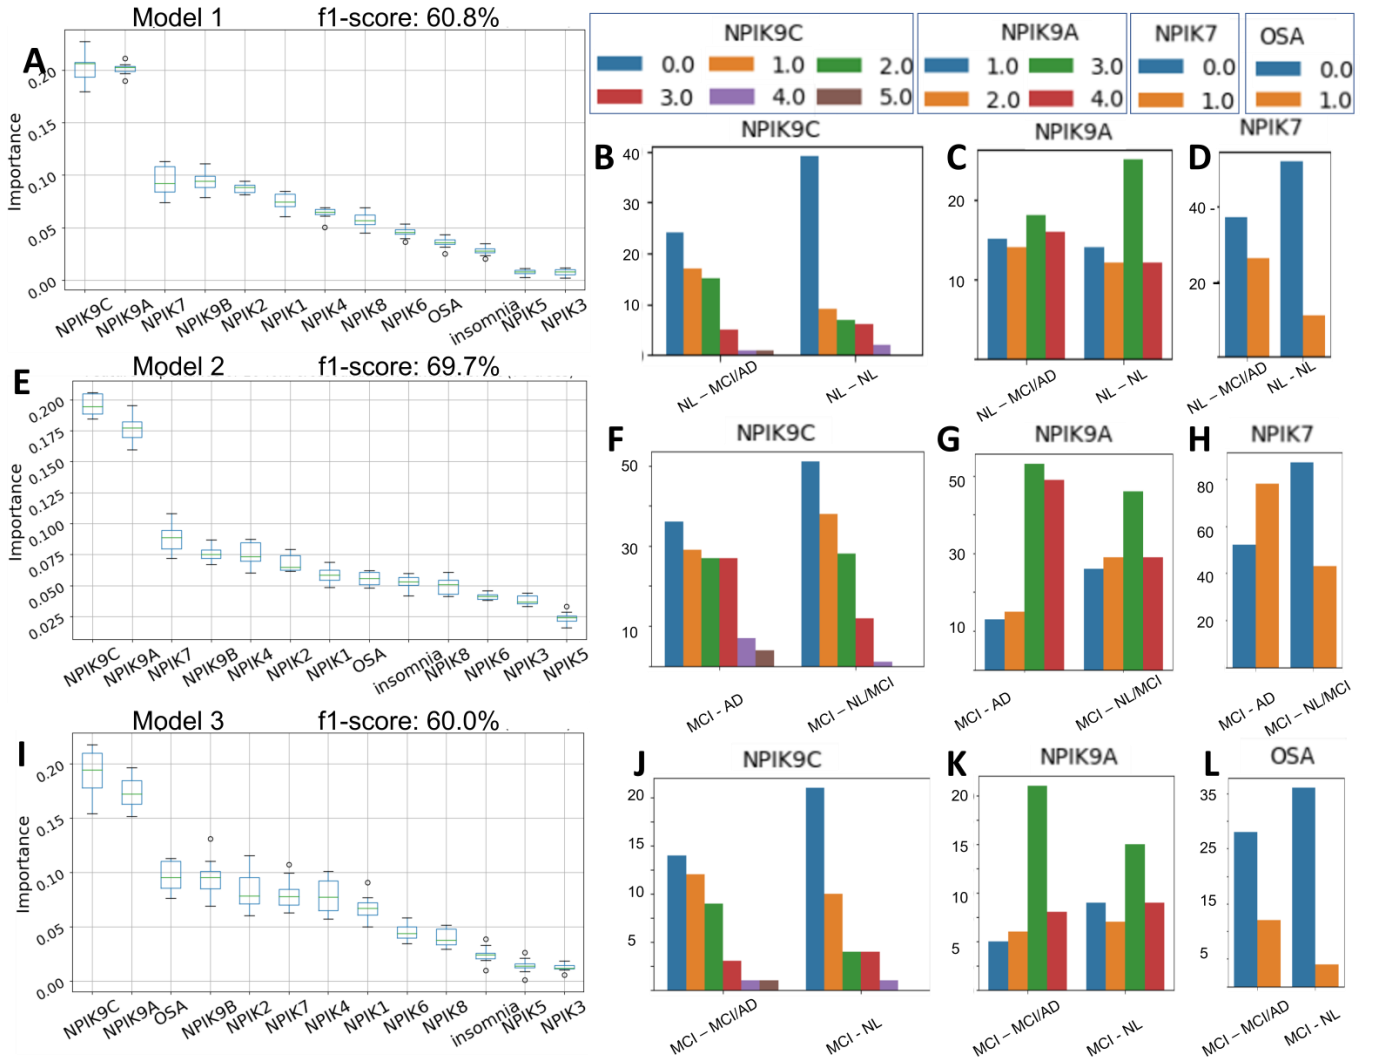 Model 1 f1-score: 60.8%
A
Importance
0.20
0.15
0.10
0.05
0.00
NPIK9C NPIK9A NPIK7 NPIK9B NPIK2 NPIK1 NPIK4 NPIK8 NPIK6 OSA insomnia NPIK5 NPIK3
NPIK9C
0.0 1.0 2.0
3.0 4.0 5.0
NPIK9A
1.0 3.0
2.0 4.0
NPIK7
0.0
1.0
OSA
0.0
1.0
B
NPIK9C
40
30
20
10
NL – MCI/AD NL – NL
C
NPIK9A
20
10
NL – MCI/AD NL – NL
D
NPIK7
40
20
NL – MCI/AD NL - NL
Model 2 f1-score: 69.7%
E
Importance
0.200
0.175
0.150
0.125
0.100
0.075
0.050
0.025
NPIK9C NPIK9A NPIK7 NPIK9B NPIK4 NPIK2 NPIK1 OSA insomnia NPIK8 NPIK6 NPIK3 NPIK5
F
NPIK9C
50
30
10
MCI - AD MCI – NL/MCI
G
NPIK9A
50
30
10
MCI - AD MCI – NL/MCI
H
NPIK7
80
60
40
20
MCI - AD MCI – NL/MCI
Model 3 f1-score: 60.0%
I
Importance
0.20
0.15
0.10
0.05
0.00
NPIK9C NPIK9A OSA NPIK9B NPIK2 NPIK7 NPIK4 NPIK1 NPIK6 NPIK8 insomnia NPIK5 NPIK3
J
NPIK9C
20
15
10
5
MCI – MCI/AD MCI - NL
K
NPIK9A
20
15
10
5
MCI – MCI/AD MCI - NL
L
OSA
35
25
15
5
MCI – MCI/AD MCI - NL